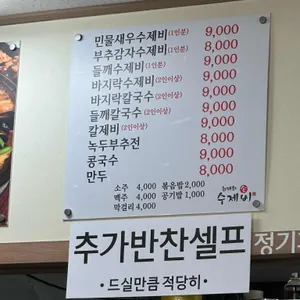 민물새우수제비(1인분) 9,000
부추감자수제비(1인분) 8,000
들깨수제비(1인분) 9,000
바지락수제비(2인이상) 9,000
바지락칼국수(2인이상) 9,000
들깨칼국수(2인이상) 9,000
칼제비(2인이상) 9,000
녹두부추전 8,000
콩국수 9,000
만두 8,000
소주 4,000 볶음밥 2,000
맥주 4,000 공기밥 1,000
막걸리 4,000
수제비
추가반찬셀프
• 드실만큼 적당히 •
정기